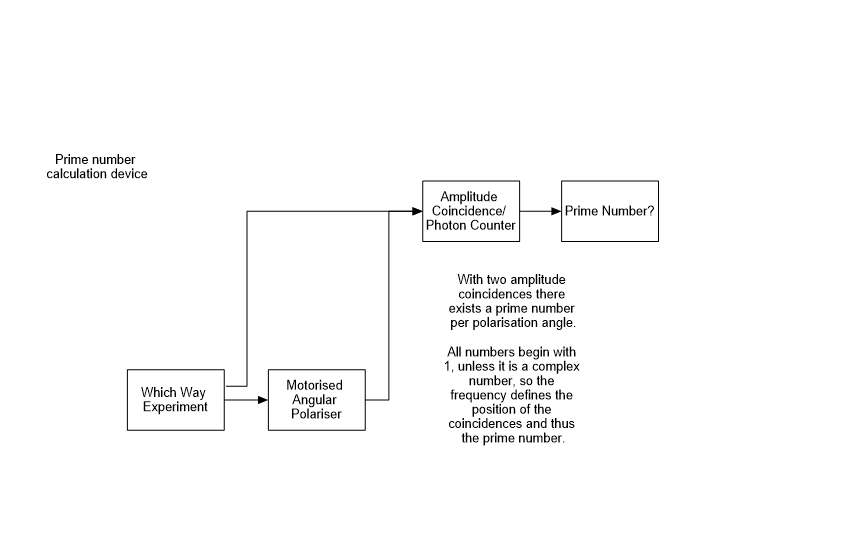 Prime number
calculation device
Amplitude
Coincidence/
Photon Counter
Prime Number?
With two amplitude
coincidences there
exists a prime number
per polarisation angle.
All numbers begin with
1, unless it is a complex
number, so the
frequency defines the
position of the
coincidences and thus
the prime number.
Which Way
Experiment
Motorised
Angular
Polariser